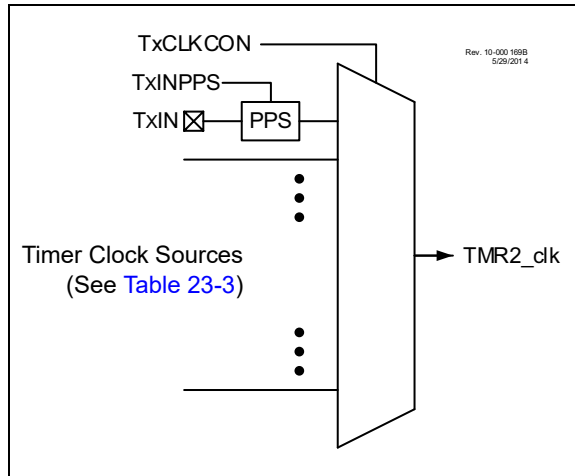 TxCLKCON
Rev. 10-000 169B
5/29/201 4
TxINPPS
TxIN
PPS
Timer Clock Sources
(See Table 23-3)
TMR2_clk